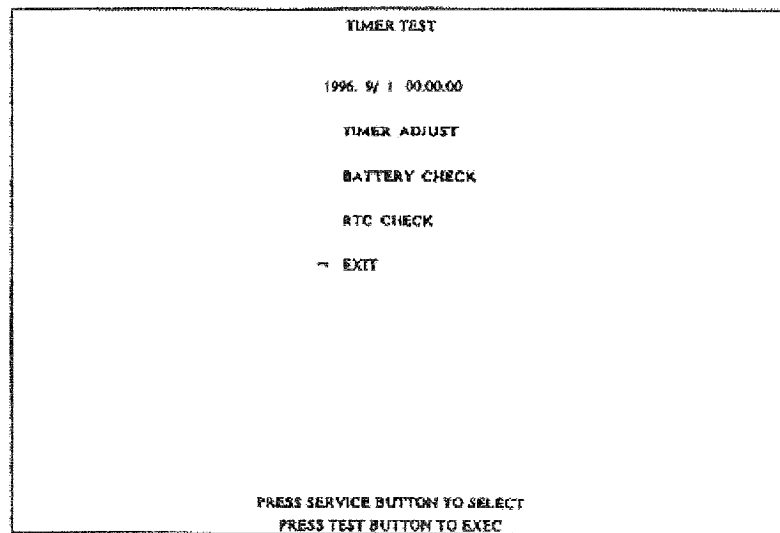 TIMER TEST
1996. 9/ 1 00:00:00
TIMER ADJUST
BATTERY CHECK
RTC CHECK
→ EXIT
PRESS SERVICE BUTTON TO SELECT
PRESS TEST BUTTON TO EXEC